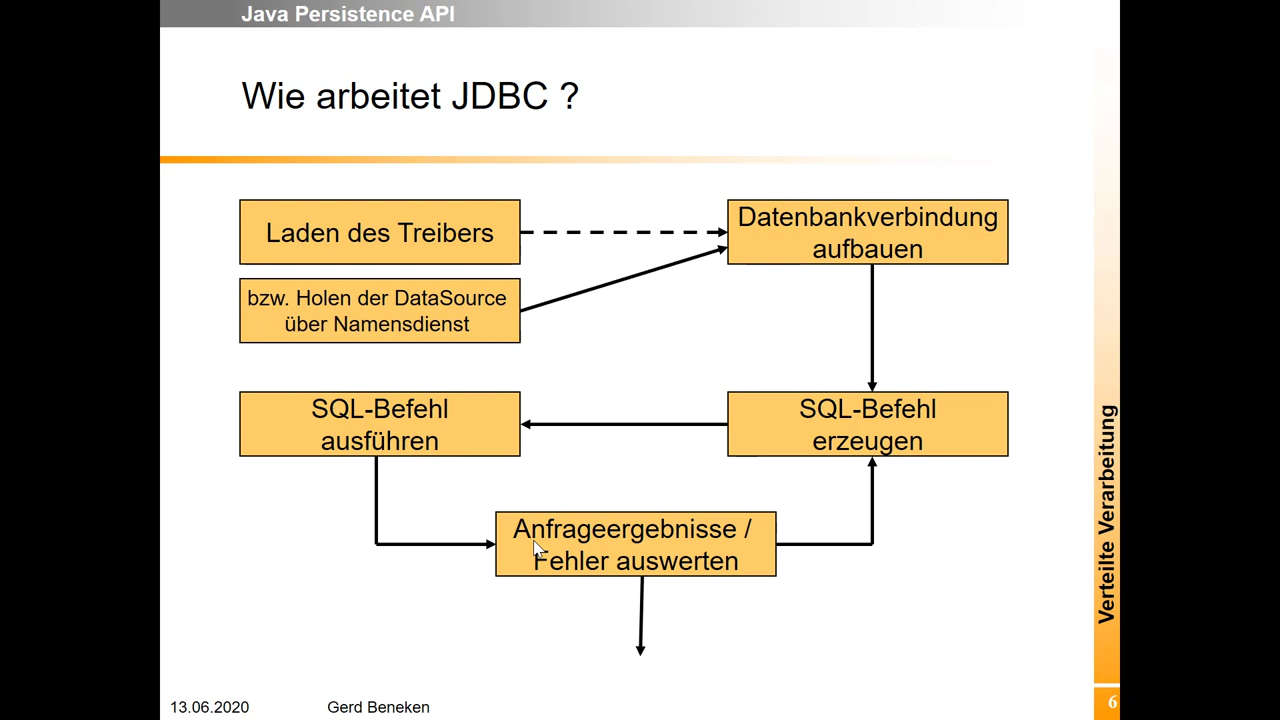 Java Persistence API
Wie arbeitet JDBC ?
Laden des Treibers
Datenbankverbindung
aufbauen
bzw. Holen der DataSource
über Namensdienst
SQL-Befehl
ausführen
SQL-Befehl
erzeugen
Anfrageergebnisse /
Fehler auswerten
Verteilte Verarbeitung
13.06.2020
Gerd Beneken
6